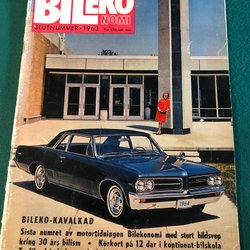 BILEKO
NOMI
SLUTNUMMER - 1963
1964
BILEKO-KAVALKAD
Sista numret av motortidningen Bilekonomi med stort bildsvep
kring 30 års bilism • Körkort på 12 dar i kontinent-bilskola